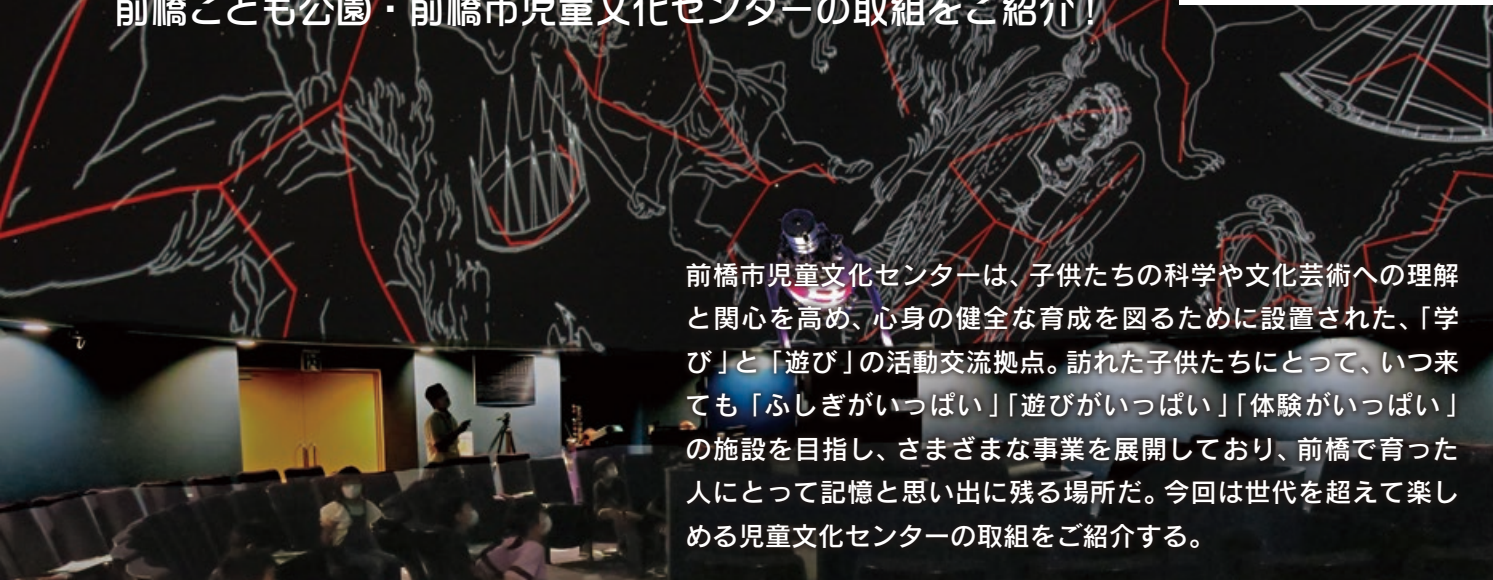 前橋こども公園・前橋市児童文化センターの取組をご紹介！
前橋市児童文化センターは、子供たちの科学や文化芸術への理解
と関心を高め、心身の健全な育成を図るために設置された、「学
び」と「遊び」の活動交流拠点。訪れた子供たちにとって、いつ来
ても「ふしぎがいっぱい」「遊びがいっぱい」「体験がいっぱい」
の施設を目指し、さまざまな事業を展開しており、前橋で育った
人にとって記憶と思い出に残る場所だ。今回は世代を超えて楽し
める児童文化センターの取組をご紹介する。